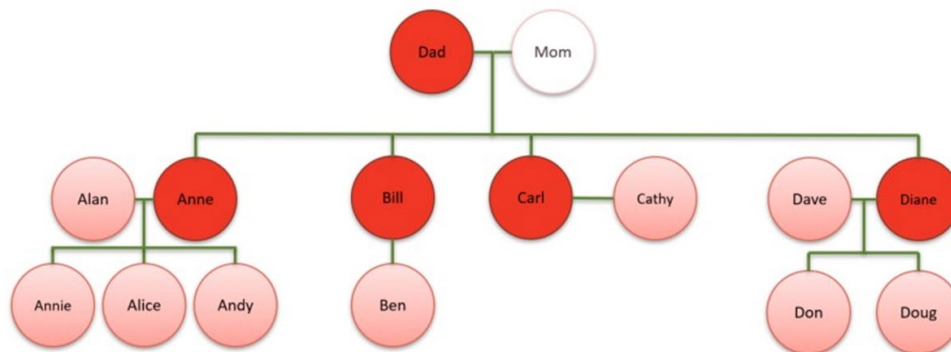 Dad
Mom
Alan
Anne
Bill
Carl
Cathy
Dave
Diane
Annie
Alice
Andy
Ben
Don
Doug